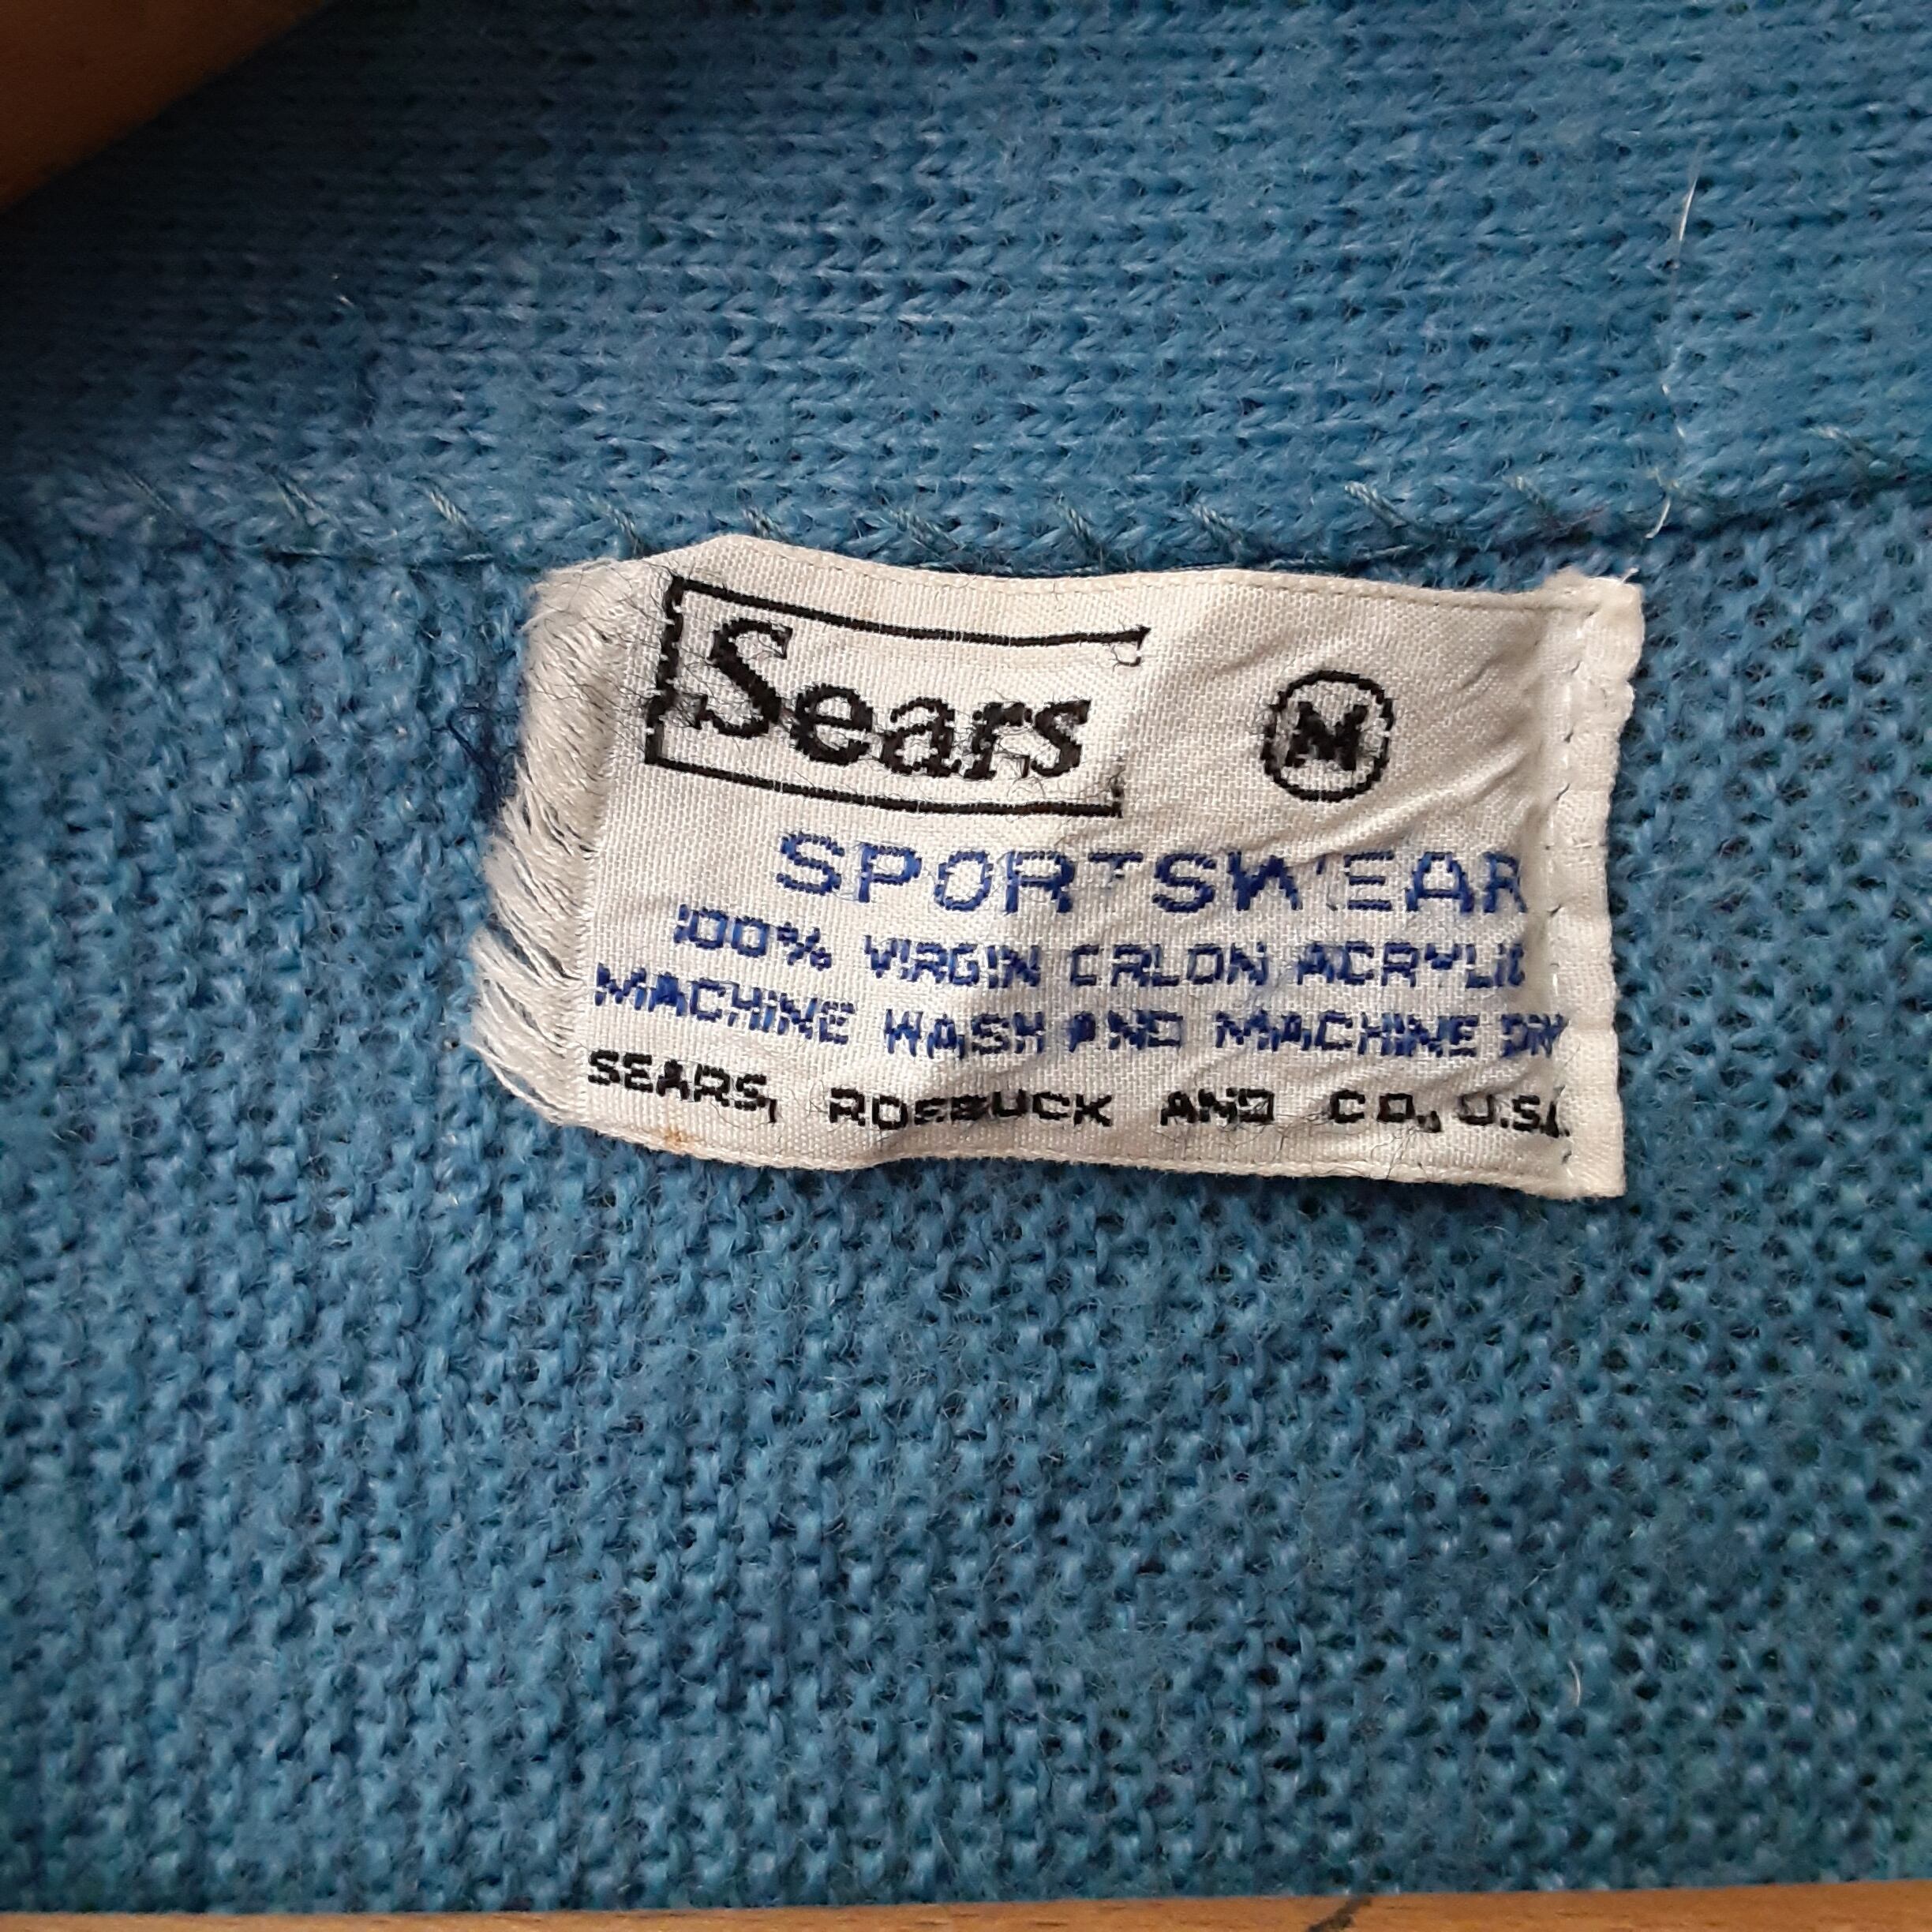 Sears M
SPORTSWEAR
100% VIRGIN ORLON ACRYLIC
MACHINE WASH AND MACHINE DRY
SEARS, ROEBUCK AND CO., U.S.A.